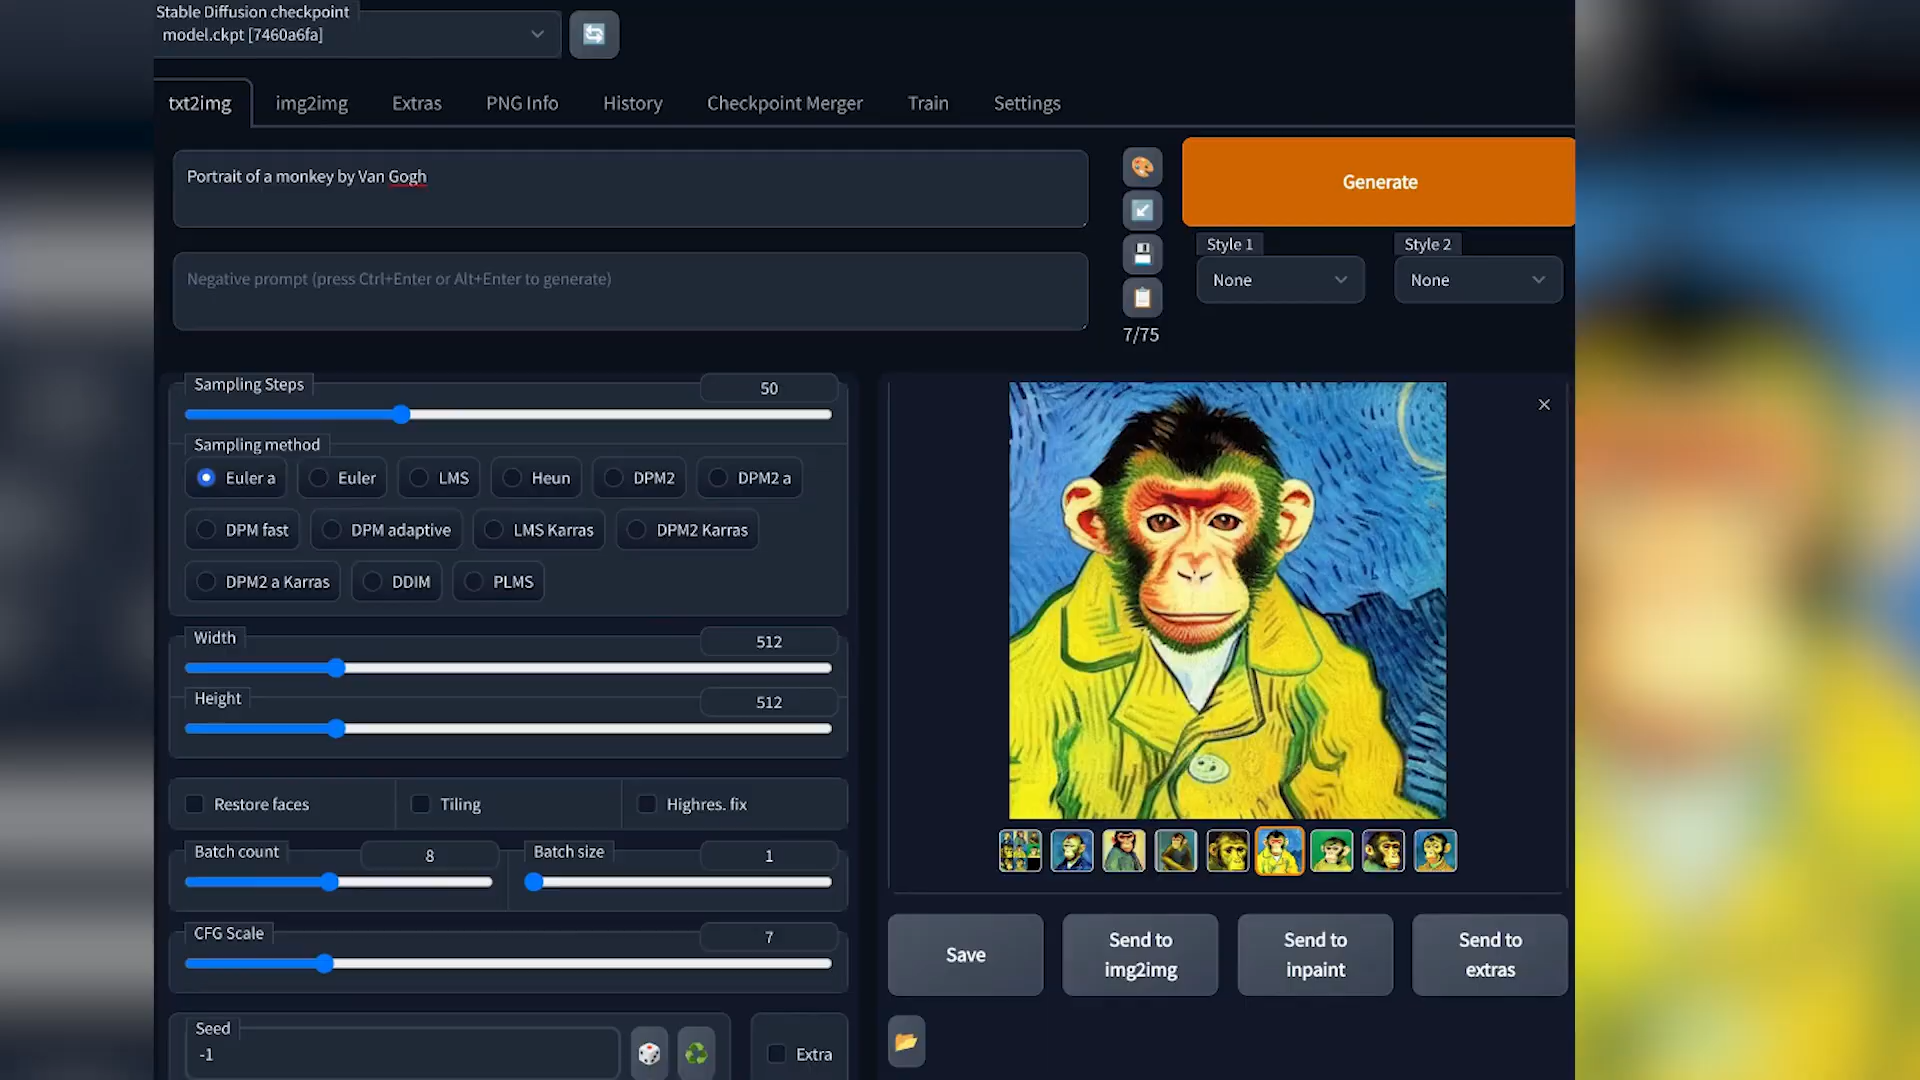 Stable Diffusion checkpoint
model.ckpt [7460a6fa]
txt2img img2img Extras PNG Info History Checkpoint Merger Train Settings
Portrait of a monkey by Van Gogh
Generate
Style 1 Style 2
None None
Negative prompt (press Ctrl+Enter or Alt+Enter to generate)
7/75
Sampling Steps 50
Sampling method
Euler a Euler LMS Heun DPM2 DPM2 a
DPM fast DPM adaptive LMS Karras DPM2 Karras
DPM2 a Karras DDIM PLMS
Width 512
Height 512
Restore faces Tiling Highres. fix
Batch count 8 Batch size 1
CFG Scale 7
Seed
-1 Extra
Save Send to img2img Send to inpaint Send to extras